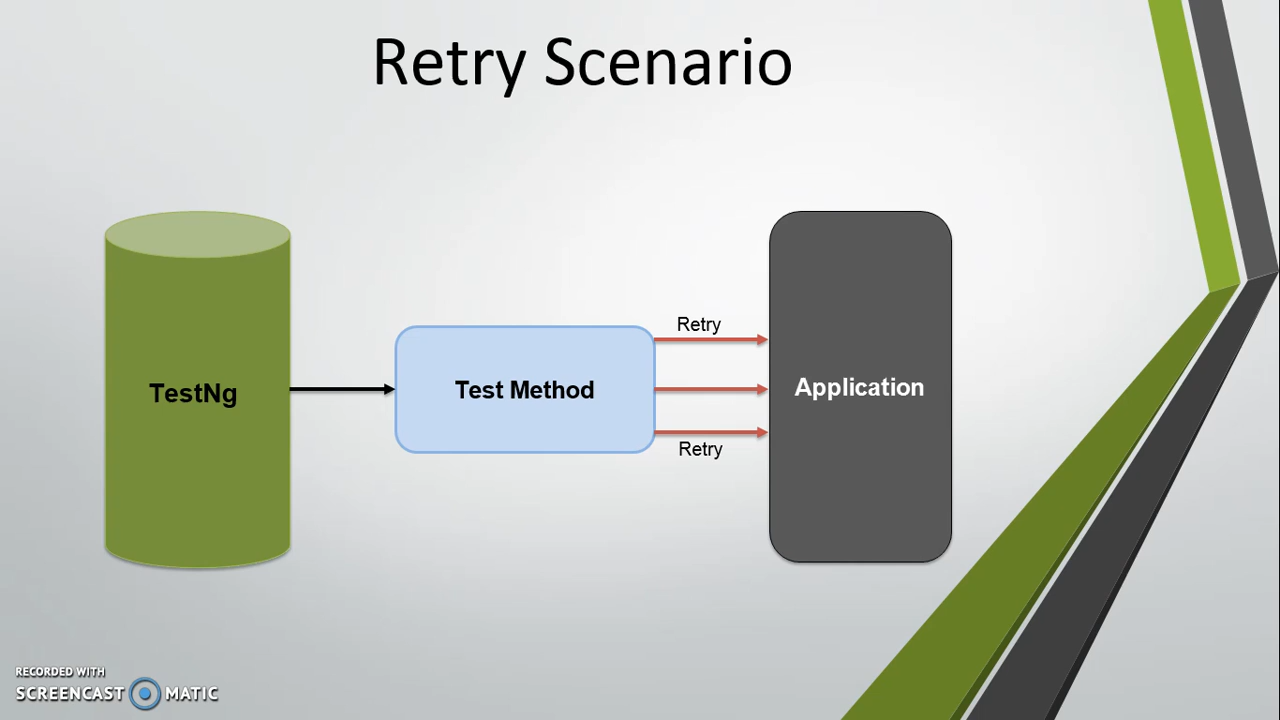 Retry Scenario
Retry
TestNg
Test Method
Application
Retry
RECORDED WITH
SCREENCAST MATIC